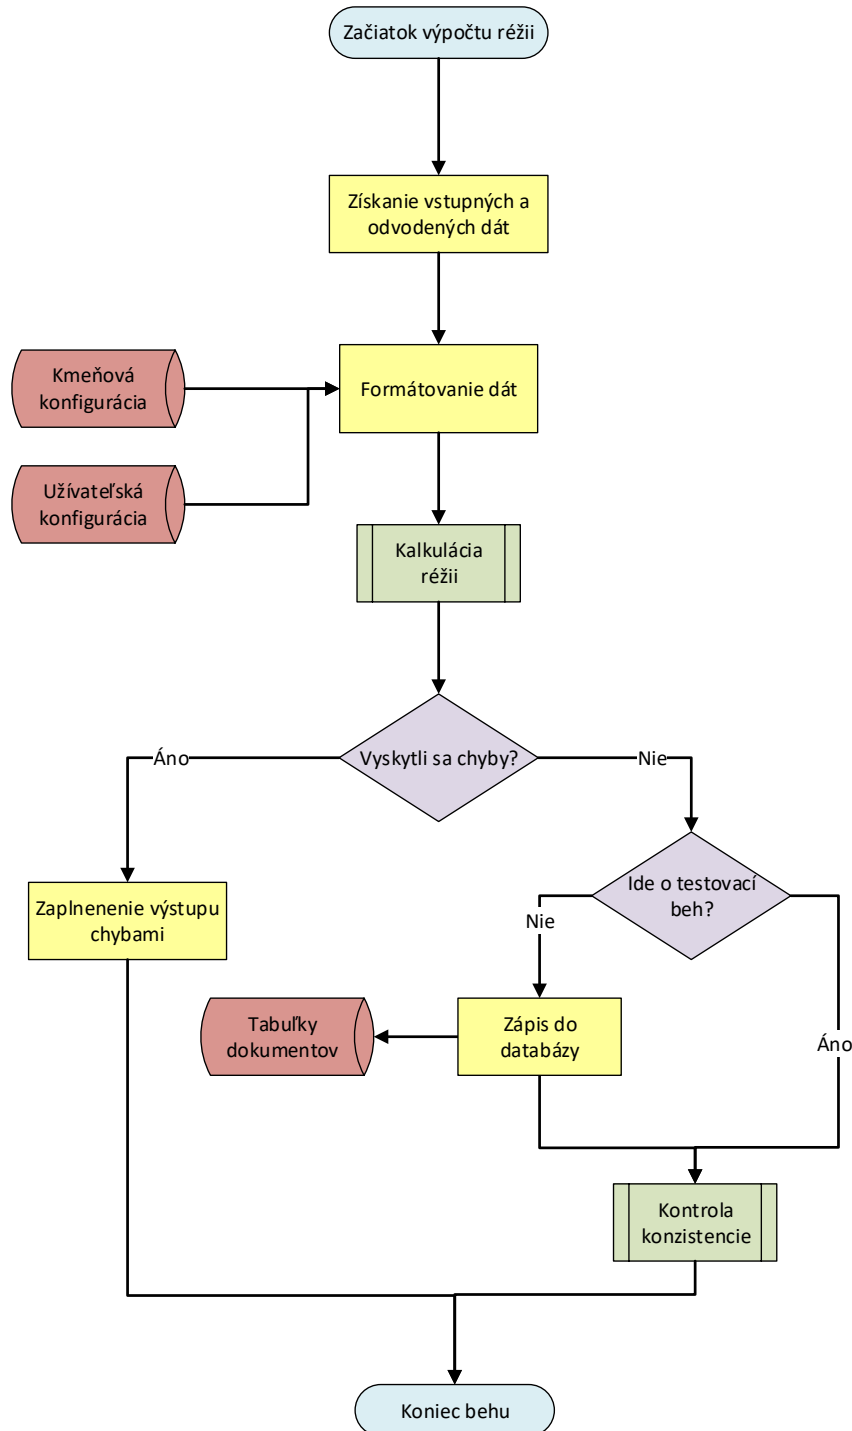 Začiatok výpočtu réžii
Získanie vstupných a
odvodených dát
Kmeňová
konfigurácia
Formátovanie dát
Užívateľská
konfigurácia
Kalkulácia
réžii
Vyskytli sa chyby?
Áno
Nie
Ide o testovací
beh?
Zaplnenenie výstupu
chybami
Nie
Tabuľky
dokumentov
Zápis do
databázy
Áno
Kontrola
konzistencie
Koniec behu